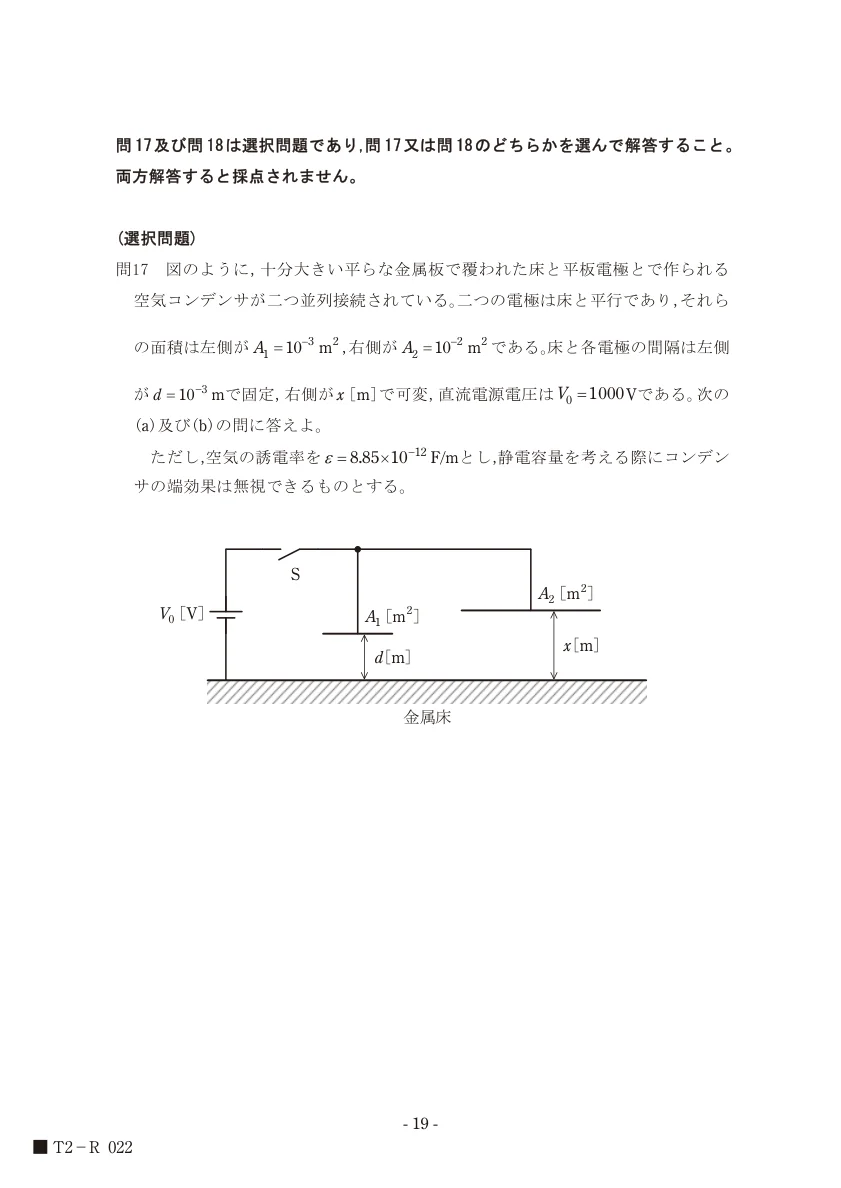 問17及び問18は選択問題であり,問17又は問18のどちらかを選んで解答すること。
両方解答すると採点されません。
(選択問題)
問17 図のように, 十分大きい平らな金属板で覆われた床と平板電極とで作られる
空気コンデンサが二つ並列接続されている。二つの電極は床と平行であり,それら
の面積は左側が A₁ = 10⁻³ m² ,右側が A₂ = 10⁻² m² である。床と各電極の間隔は左側
が d = 10⁻³ mで固定, 右側が x [m]で可変, 直流電源電圧は V₀ = 1000Vである。次の
(a)及び(b)の問に答えよ。
ただし,空気の誘電率を ε = 8.85×10⁻¹² F/mとし,静電容量を考える際にコンデン
サの端効果は無視できるものとする。
S
V₀ [V]
A₁ [m²]
A₂ [m²]
d[m]
x[m]
金属床
- 19 -
■ T2－R 022